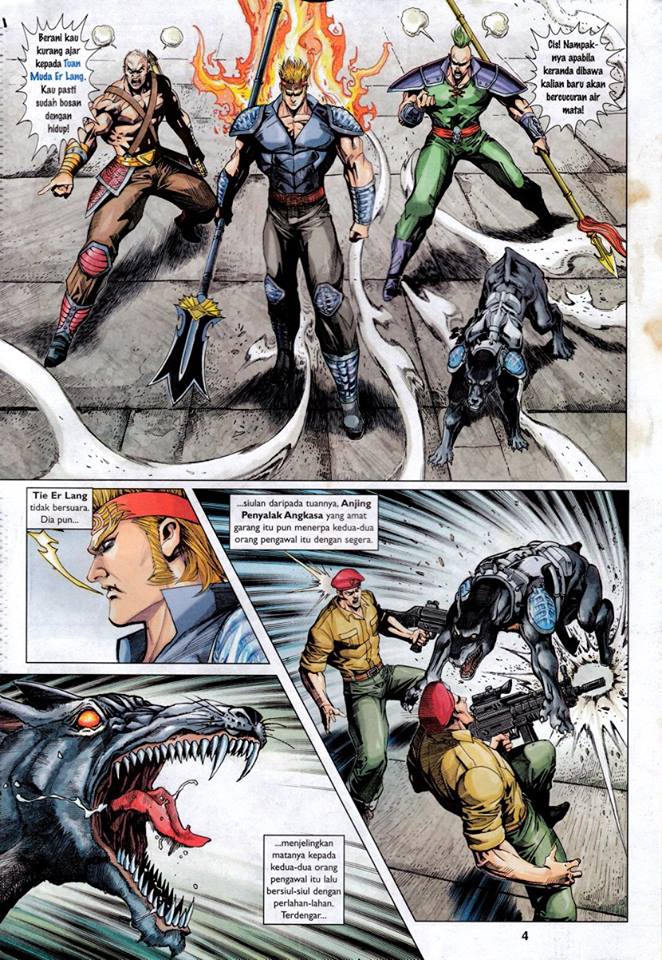 Berani kau
kurang ajar
kepada Tuan
Muda Er Lang.
Kau pasti
sudah bosan
dengan
hidup!
Cis! Nampak-
nya apabila
keranda dibawa
kalian baru akan
bercucuran air
mata!
Tie Er Lang
tidak bersuara.
Dia pun...
...siulan daripada tuannya, Anjing
Penyalak Angkasa yang amat
garang itu pun menerpa kedua-dua
orang pengawal itu dengan segera.
...menjelingkan
matanya kepada
kedua-dua orang
pengawal itu lalu
bersiul-siul dengan
perlahan-lahan.
Terdengar...
4